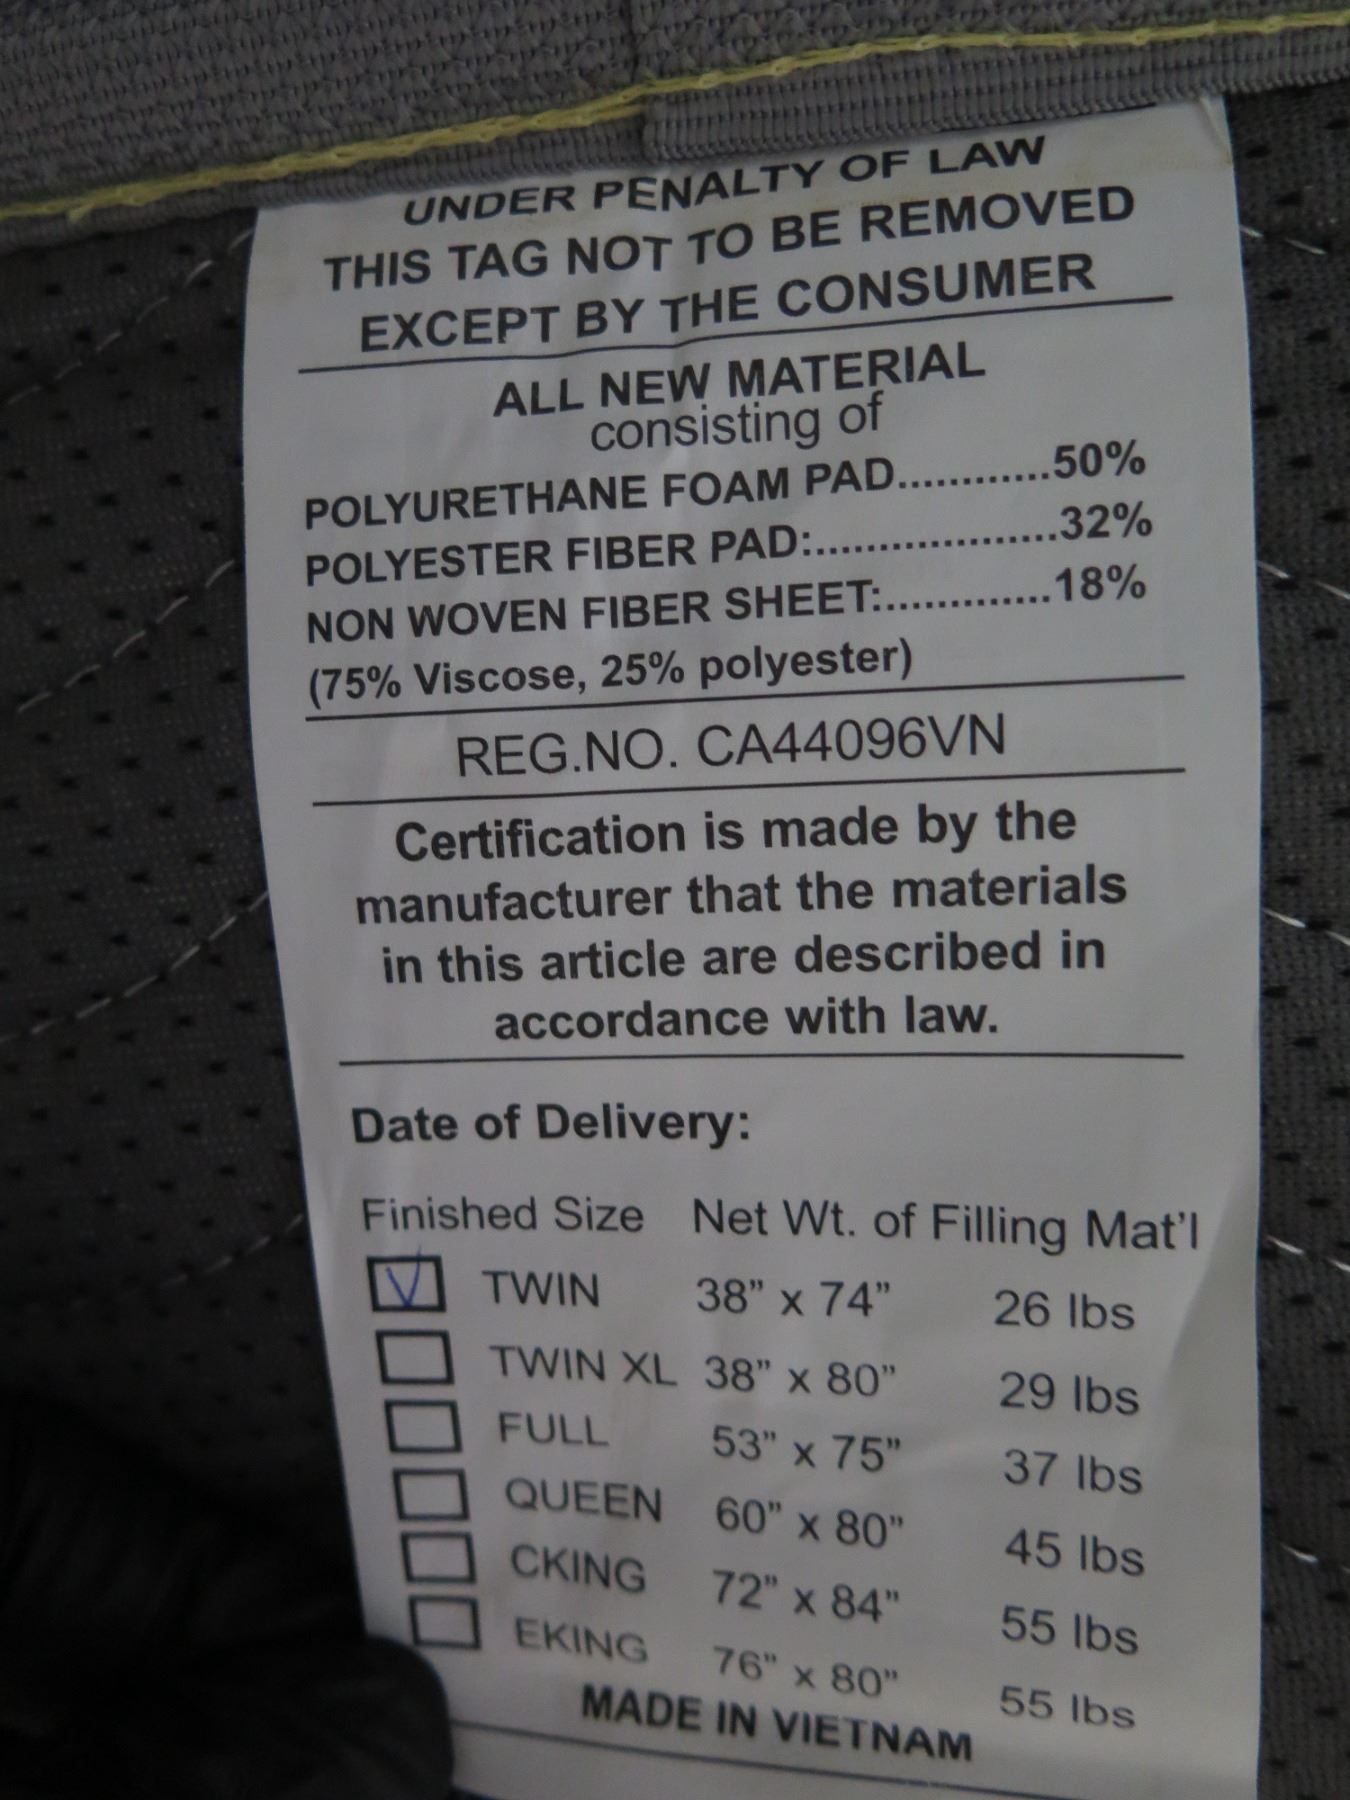 UNDER PENALTY OF LAW
THIS TAG NOT TO BE REMOVED
EXCEPT BY THE CONSUMER
ALL NEW MATERIAL
consisting of
POLYURETHANE FOAM PAD............50%
POLYESTER FIBER PAD:...................32%
NON WOVEN FIBER SHEET:.............18%
(75% Viscose, 25% polyester)
REG.NO. CA44096VN
Certification is made by the
manufacturer that the materials
in this article are described in
accordance with law.
Date of Delivery:
Finished Size Net Wt. of Filling Mat'l
V TWIN 38” x 74” 26 lbs
TWIN XL 38” x 80” 29 lbs
FULL 53” x 75” 37 lbs
QUEEN 60” x 80” 45 lbs
CKING 72” x 84” 55 lbs
EKING 76” x 80” 55 lbs
MADE IN VIETNAM